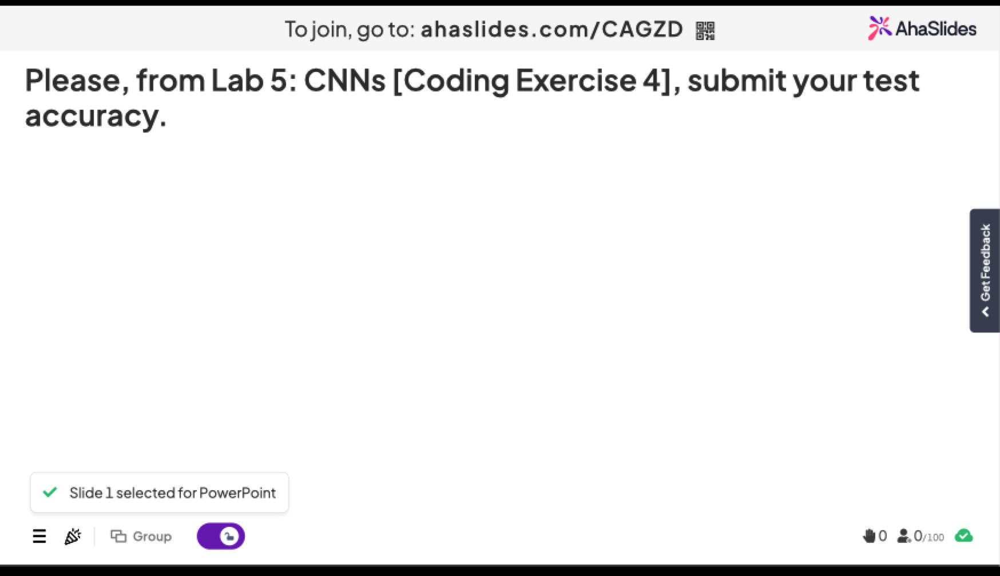 To join, go to: ahaslides.com/CAGZD
AhaSlides
Please, from Lab 5: CNNs [Coding Exercise 4], submit your test
accuracy.
Get Feedback
Slide 1 selected for PowerPoint
Group
0
0/100